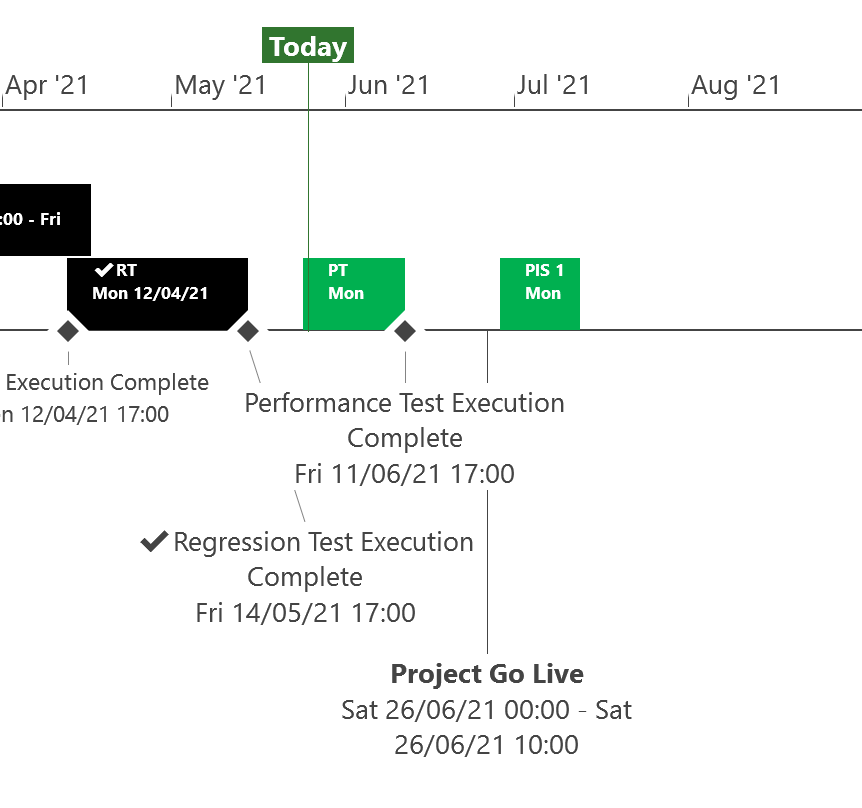 Today
Apr '21
May '21
Jun '21
Jul '21
Aug '21
:00 - Fri
RT
Mon 12/04/21
PT
Mon
PIS 1
Mon
Execution Complete
n 12/04/21 17:00
Performance Test Execution
Complete
Fri 11/06/21 17:00
Regression Test Execution
Complete
Fri 14/05/21 17:00
Project Go Live
Sat 26/06/21 00:00 - Sat
26/06/21 10:00